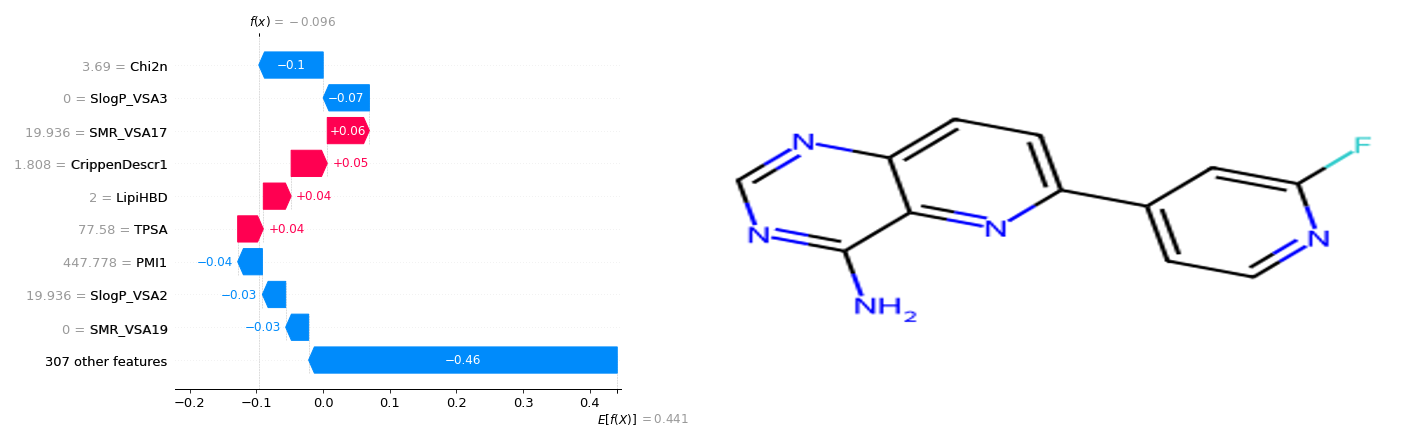 f(x) = −0.096
3.69 = Chi2n −0.1
0 = SlogP_VSA3 −0.07
19.936 = SMR_VSA17 +0.06
1.808 = CrippenDescr1 +0.05
2 = LipiHBD +0.04
77.58 = TPSA +0.04
447.778 = PMI1 −0.04
19.936 = SlogP_VSA2 −0.03
0 = SMR_VSA19 −0.03
307 other features −0.46
−0.2 −0.1 0.0 0.1 0.2 0.3 0.4
E[f(X)] = 0.441
N
N
NH₂
N
N
F